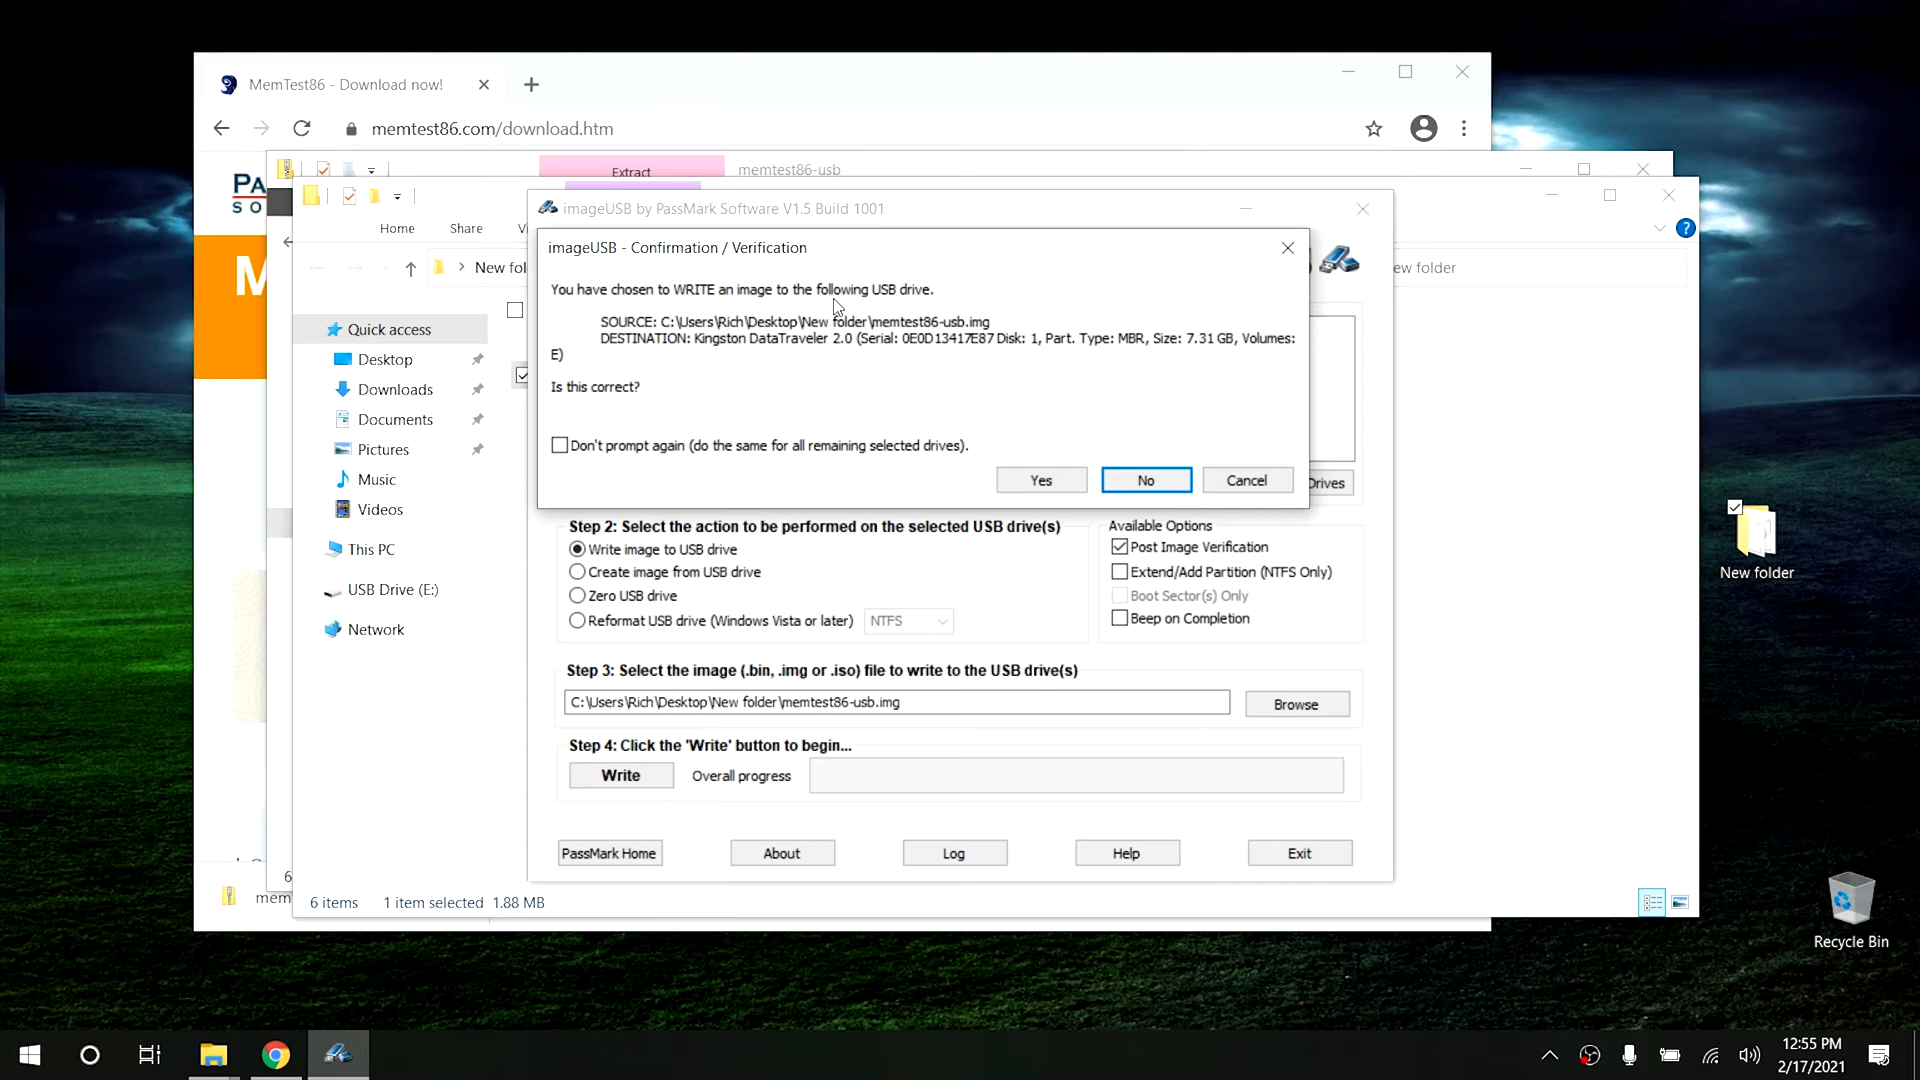 MemTest86 - Download now!
memtest86.com/download.htm
Extract
memtest86-usb
PA
SO
M
Home
Share
imageUSB by PassMark Software V1.5 Build 1001
New fol
ew folder
imageUSB - Confirmation / Verification
You have chosen to WRITE an image to the following USB drive.
SOURCE: C:\Users\Rich\Desktop\New folder\memtest86-usb.img
DESTINATION: Kingston DataTraveler 2.0 (Serial: 0E0D13417E87 Disk: 1, Part. Type: MBR, Size: 7.31 GB, Volumes:
E)
Is this correct?
Don't prompt again (do the same for all remaining selected drives).
Yes
No
Cancel
Drives
Quick access
Desktop
Downloads
Documents
Pictures
Music
Videos
This PC
USB Drive (E:)
Network
Step 2: Select the action to be performed on the selected USB drive(s)
Write image to USB drive
Create image from USB drive
Zero USB drive
Reformat USB drive (Windows Vista or later)
NTFS
Available Options
Post Image Verification
Extend/Add Partition (NTFS Only)
Boot Sector(s) Only
Beep on Completion
Step 3: Select the image (.bin, .img or .iso) file to write to the USB drive(s)
C:\Users\Rich\Desktop\New folder\memtest86-usb.img
Browse
Step 4: Click the 'Write' button to begin...
Write
Overall progress
PassMark Home
About
Log
Help
Exit
6
mem
6 items
1 item selected 1.88 MB
New folder
Recycle Bin
12:55 PM
2/17/2021